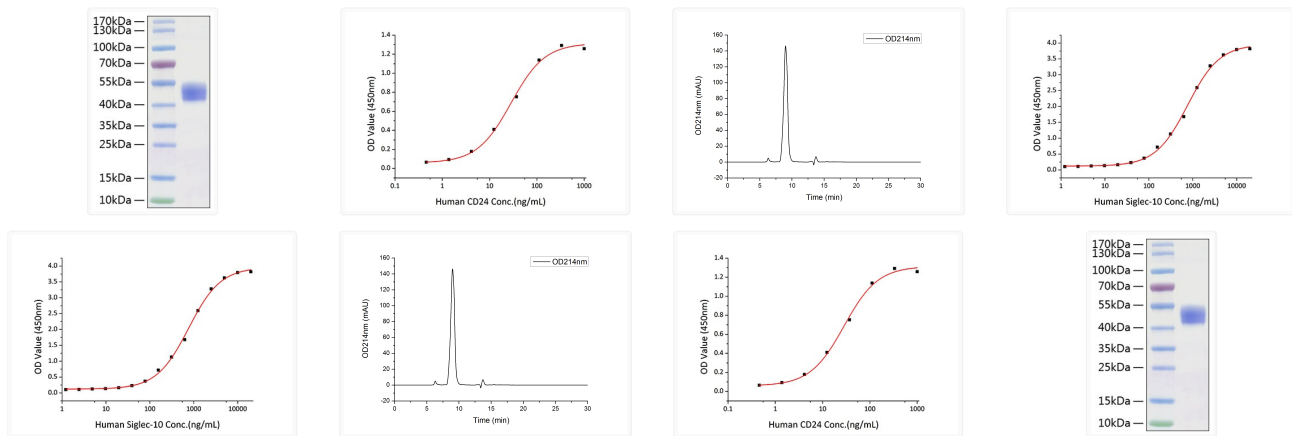 170kDa
130kDa
100kDa
70kDa
55kDa
40kDa
35kDa
25kDa
15kDa
10kDa
1.4
1.2
1.0
0.8
0.6
0.4
0.2
0.0
OD Value (450nm)
0.1 1 10 100 1000
Human CD24 Conc.(ng/mL)
160
140
120
100
80
60
40
20
0
-20
OD214nm (mAU)
OD214nm
0 5 10 15 20 25 30
Time (min)
4.0
3.5
3.0
2.5
2.0
1.5
1.0
0.5
0.0
OD Value (450nm)
1 10 100 1000 10000
Human Siglec-10 Conc.(ng/mL)
4.0
3.5
3.0
2.5
2.0
1.5
1.0
0.5
0.0
OD Value (450nm)
1 10 100 1000 10000
Human Siglec-10 Conc.(ng/mL)
160
140
120
100
80
60
40
20
0
-20
OD214nm (mAU)
OD214nm
0 5 10 15 20 25 30
Time (min)
1.4
1.2
1.0
0.8
0.6
0.4
0.2
0.0
OD Value (450nm)
0.1 1 10 100 1000
Human CD24 Conc.(ng/mL)
170kDa
130kDa
100kDa
70kDa
55kDa
40kDa
35kDa
25kDa
15kDa
10kDa